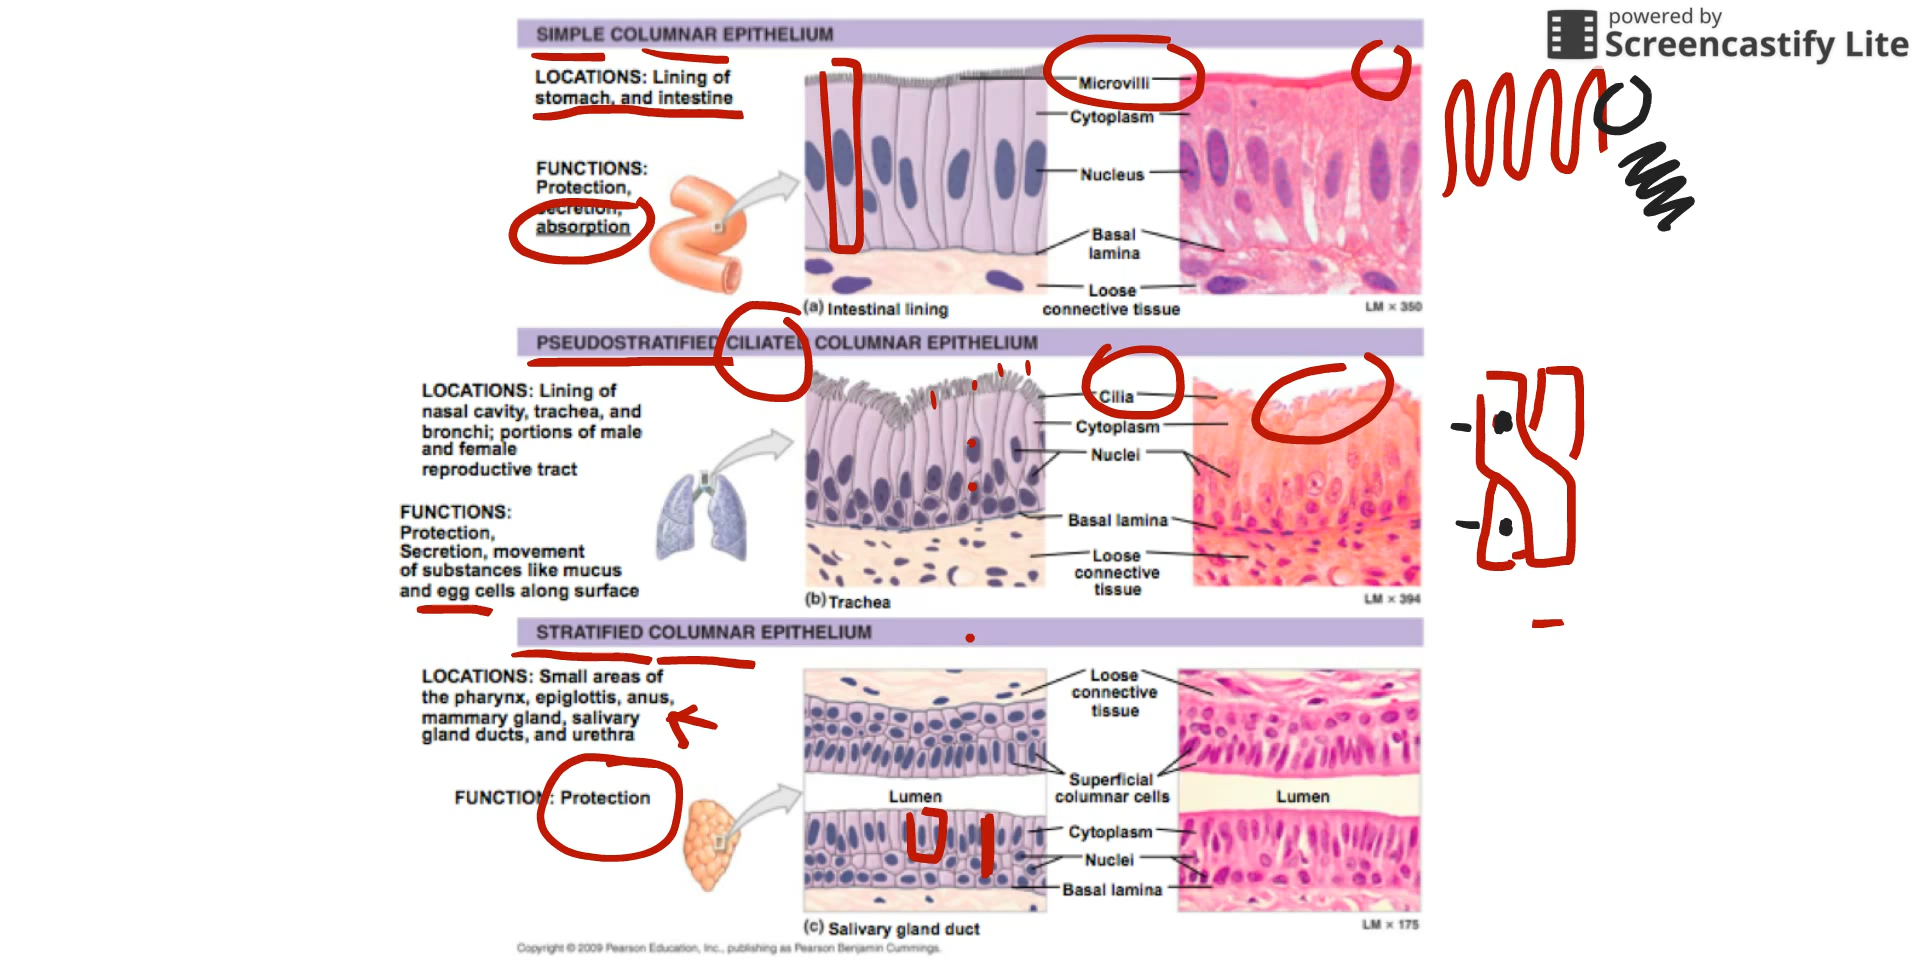 powered by
Screencastify Lite
SIMPLE COLUMNAR EPITHELIUM
LOCATIONS: Lining of
stomach, and intestine
FUNCTIONS:
Protection,
secretion,
absorption
Microvilli
Cytoplasm
Nucleus
Basal
lamina
Loose
connective tissue
(a) Intestinal lining
LM × 350
PSEUDOSTRATIFIED CILIATED COLUMNAR EPITHELIUM
LOCATIONS: Lining of
nasal cavity, trachea, and
bronchi; portions of male
and female
reproductive tract
FUNCTIONS:
Protection,
Secretion, movement
of substances like mucus
and egg cells along surface
Cilia
Cytoplasm
Nuclei
Basal lamina
Loose
connective
tissue
(b) Trachea
LM × 394
STRATIFIED COLUMNAR EPITHELIUM
LOCATIONS: Small areas of
the pharynx, epiglottis, anus,
mammary gland, salivary
gland ducts, and urethra
FUNCTION: Protection
Loose
connective
tissue
Superficial
columnar cells
Lumen
Lumen
Cytoplasm
Nuclei
Basal lamina
(c) Salivary gland duct
LM × 175
Copyright © 2009 Pearson Education, Inc., publishing as Pearson Benjamin Cummings.